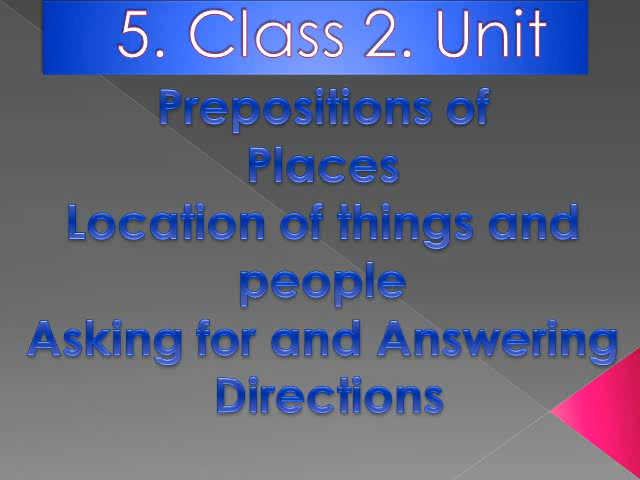 5. Class 2. Unit
Prepositions of
Places
Location of things and
people
Asking for and Answering
Directions